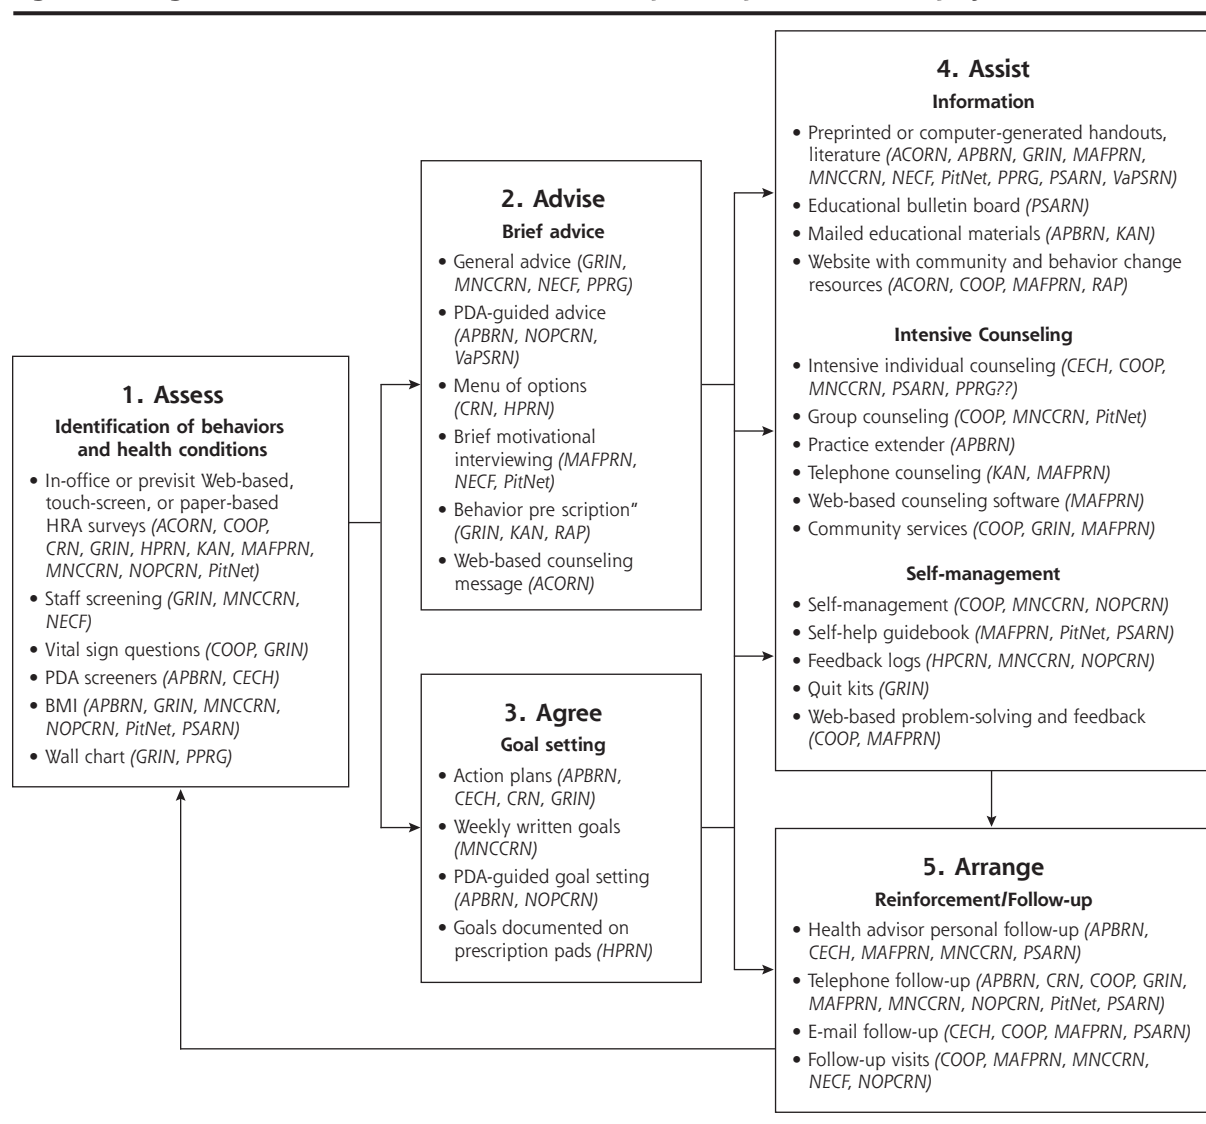 1. Assess
Identification of behaviors
and health conditions
• In-office or previsit Web-based,
touch-screen, or paper-based
HRA surveys (ACORN, COOP,
CRN, GRIN, HPRN, KAN, MAFPRN,
MNCCRN, NOPCRN, PitNet)
• Staff screening (GRIN, MNCCRN,
NECF)
• Vital sign questions (COOP, GRIN)
• PDA screeners (APBRN, CECH)
• BMI (APBRN, GRIN, MNCCRN,
NOPCRN, PitNet, PSARN)
• Wall chart (GRIN, PPRG)
2. Advise
Brief advice
• General advice (GRIN,
MNCCRN, NECF, PPRG)
• PDA-guided advice
(APBRN, NOPCRN,
VaPSRN)
• Menu of options
(CRN, HPRN)
• Brief motivational
interviewing (MAFPRN,
NECF, PitNet)
• Behavior pre scription“
(GRIN, KAN, RAP)
• Web-based counseling
message (ACORN)
3. Agree
Goal setting
• Action plans (APBRN,
CECH, CRN, GRIN)
• Weekly written goals
(MNCCRN)
• PDA-guided goal setting
(APBRN, NOPCRN)
• Goals documented on
prescription pads (HPRN)
4. Assist
Information
• Preprinted or computer-generated handouts,
literature (ACORN, APBRN, GRIN, MAFPRN,
MNCCRN, NECF, PitNet, PPRG, PSARN, VaPSRN)
• Educational bulletin board (PSARN)
• Mailed educational materials (APBRN, KAN)
• Website with community and behavior change
resources (ACORN, COOP, MAFPRN, RAP)
Intensive Counseling
• Intensive individual counseling (CECH, COOP,
MNCCRN, PSARN, PPRG??)
• Group counseling (COOP, MNCCRN, PitNet)
• Practice extender (APBRN)
• Telephone counseling (KAN, MAFPRN)
• Web-based counseling software (MAFPRN)
• Community services (COOP, GRIN, MAFPRN)
Self-management
• Self-management (COOP, MNCCRN, NOPCRN)
• Self-help guidebook (MAFPRN, PitNet, PSARN)
• Feedback logs (HPCRN, MNCCRN, NOPCRN)
• Quit kits (GRIN)
• Web-based problem-solving and feedback
(COOP, MAFPRN)
5. Arrange
Reinforcement/Follow-up
• Health advisor personal follow-up (APBRN,
CECH, MAFPRN, MNCCRN, PSARN)
• Telephone follow-up (APBRN, CRN, COOP, GRIN,
MAFPRN, MNCCRN, NOPCRN, PitNet, PSARN)
• E-mail follow-up (CECH, COOP, MAFPRN, PSARN)
• Follow-up visits (COOP, MAFPRN, MNCCRN,
NECF, NOPCRN)